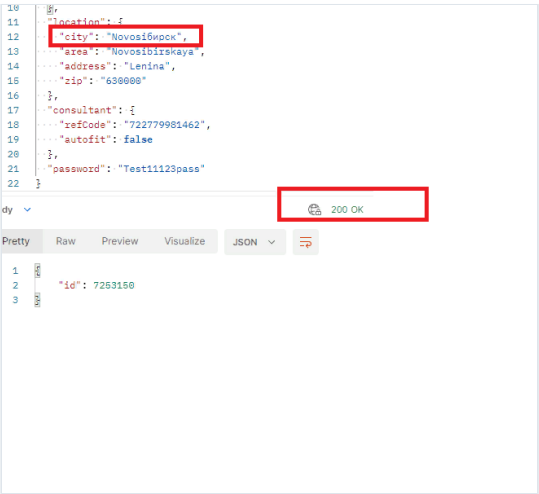 10 },
11 "location": {
12 "city": "Novosibирск",
13 "area": "Novosibirskaya",
14 "address": "Lenina",
15 "zip": "630000"
16 },
17 "consultant": {
18 "refCode": "722779981462",
19 "autofit": false
20 },
21 "password": "Test11123pass"
22 }
dy
200 OK
Pretty Raw Preview Visualize JSON
1 {
2 "id": 7253150
3 }